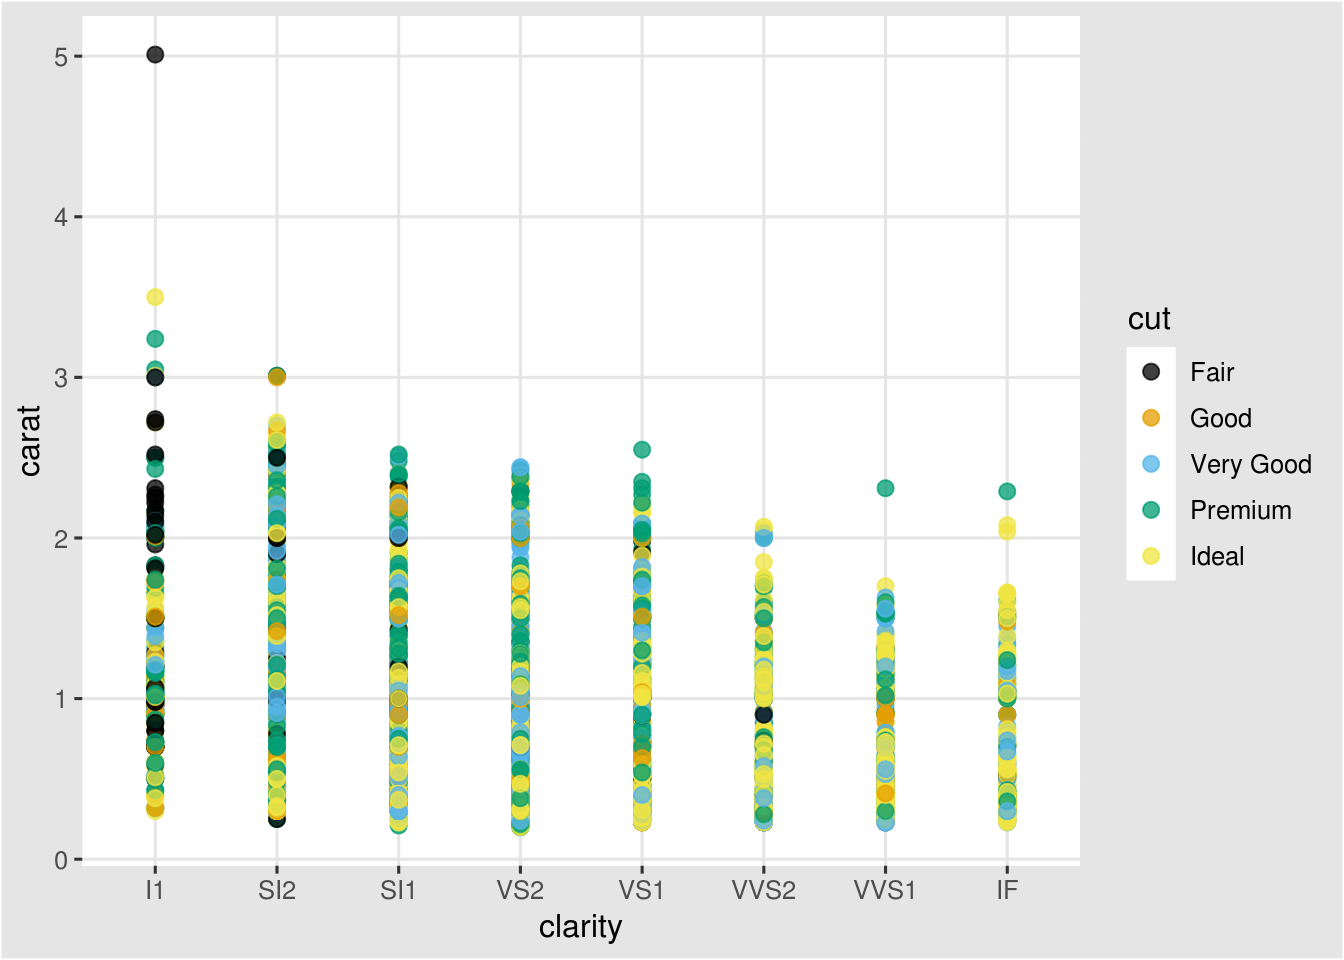 5
4
3
2
1
0
carat
I1 SI2 SI1 VS2 VS1 VVS2 VVS1 IF
clarity
cut
Fair
Good
Very Good
Premium
Ideal